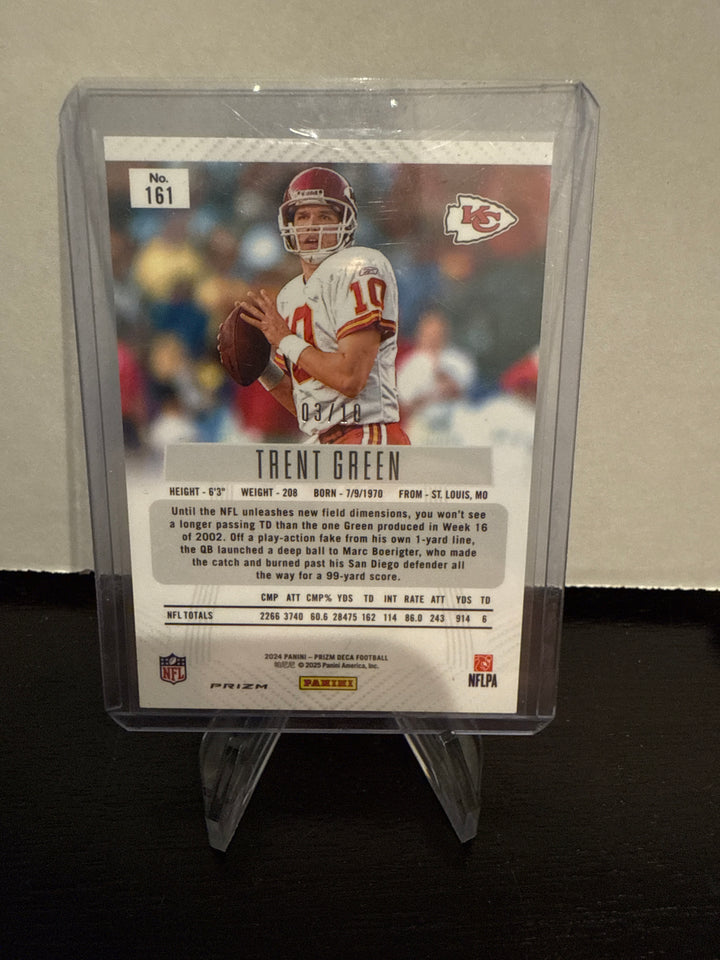 No.
161
KC
10
10
03/10
TRENT GREEN
HEIGHT - 6'3" WEIGHT - 208 BORN - 7/9/1970 FROM - ST. LOUIS, MO
Until the NFL unleashes new field dimensions, you won't see
a longer passing TD than the one Green produced in Week 16
of 2002. Off a play-action fake from his own 1-yard line,
the QB launched a deep ball to Marc Boerigter, who made
the catch and burned past his San Diego defender all
the way for a 99-yard score.
CMP ATT CMP% YDS TD INT RATE ATT YDS TD
NFL TOTALS 2266 3740 60.6 28475 162 114 86.0 243 914 6
2024 PANINI – PRIZM DECA FOOTBALL
帕尼尼 © 2025 Panini America, Inc.
NFL
PRIZM
PANINI
NFLPA